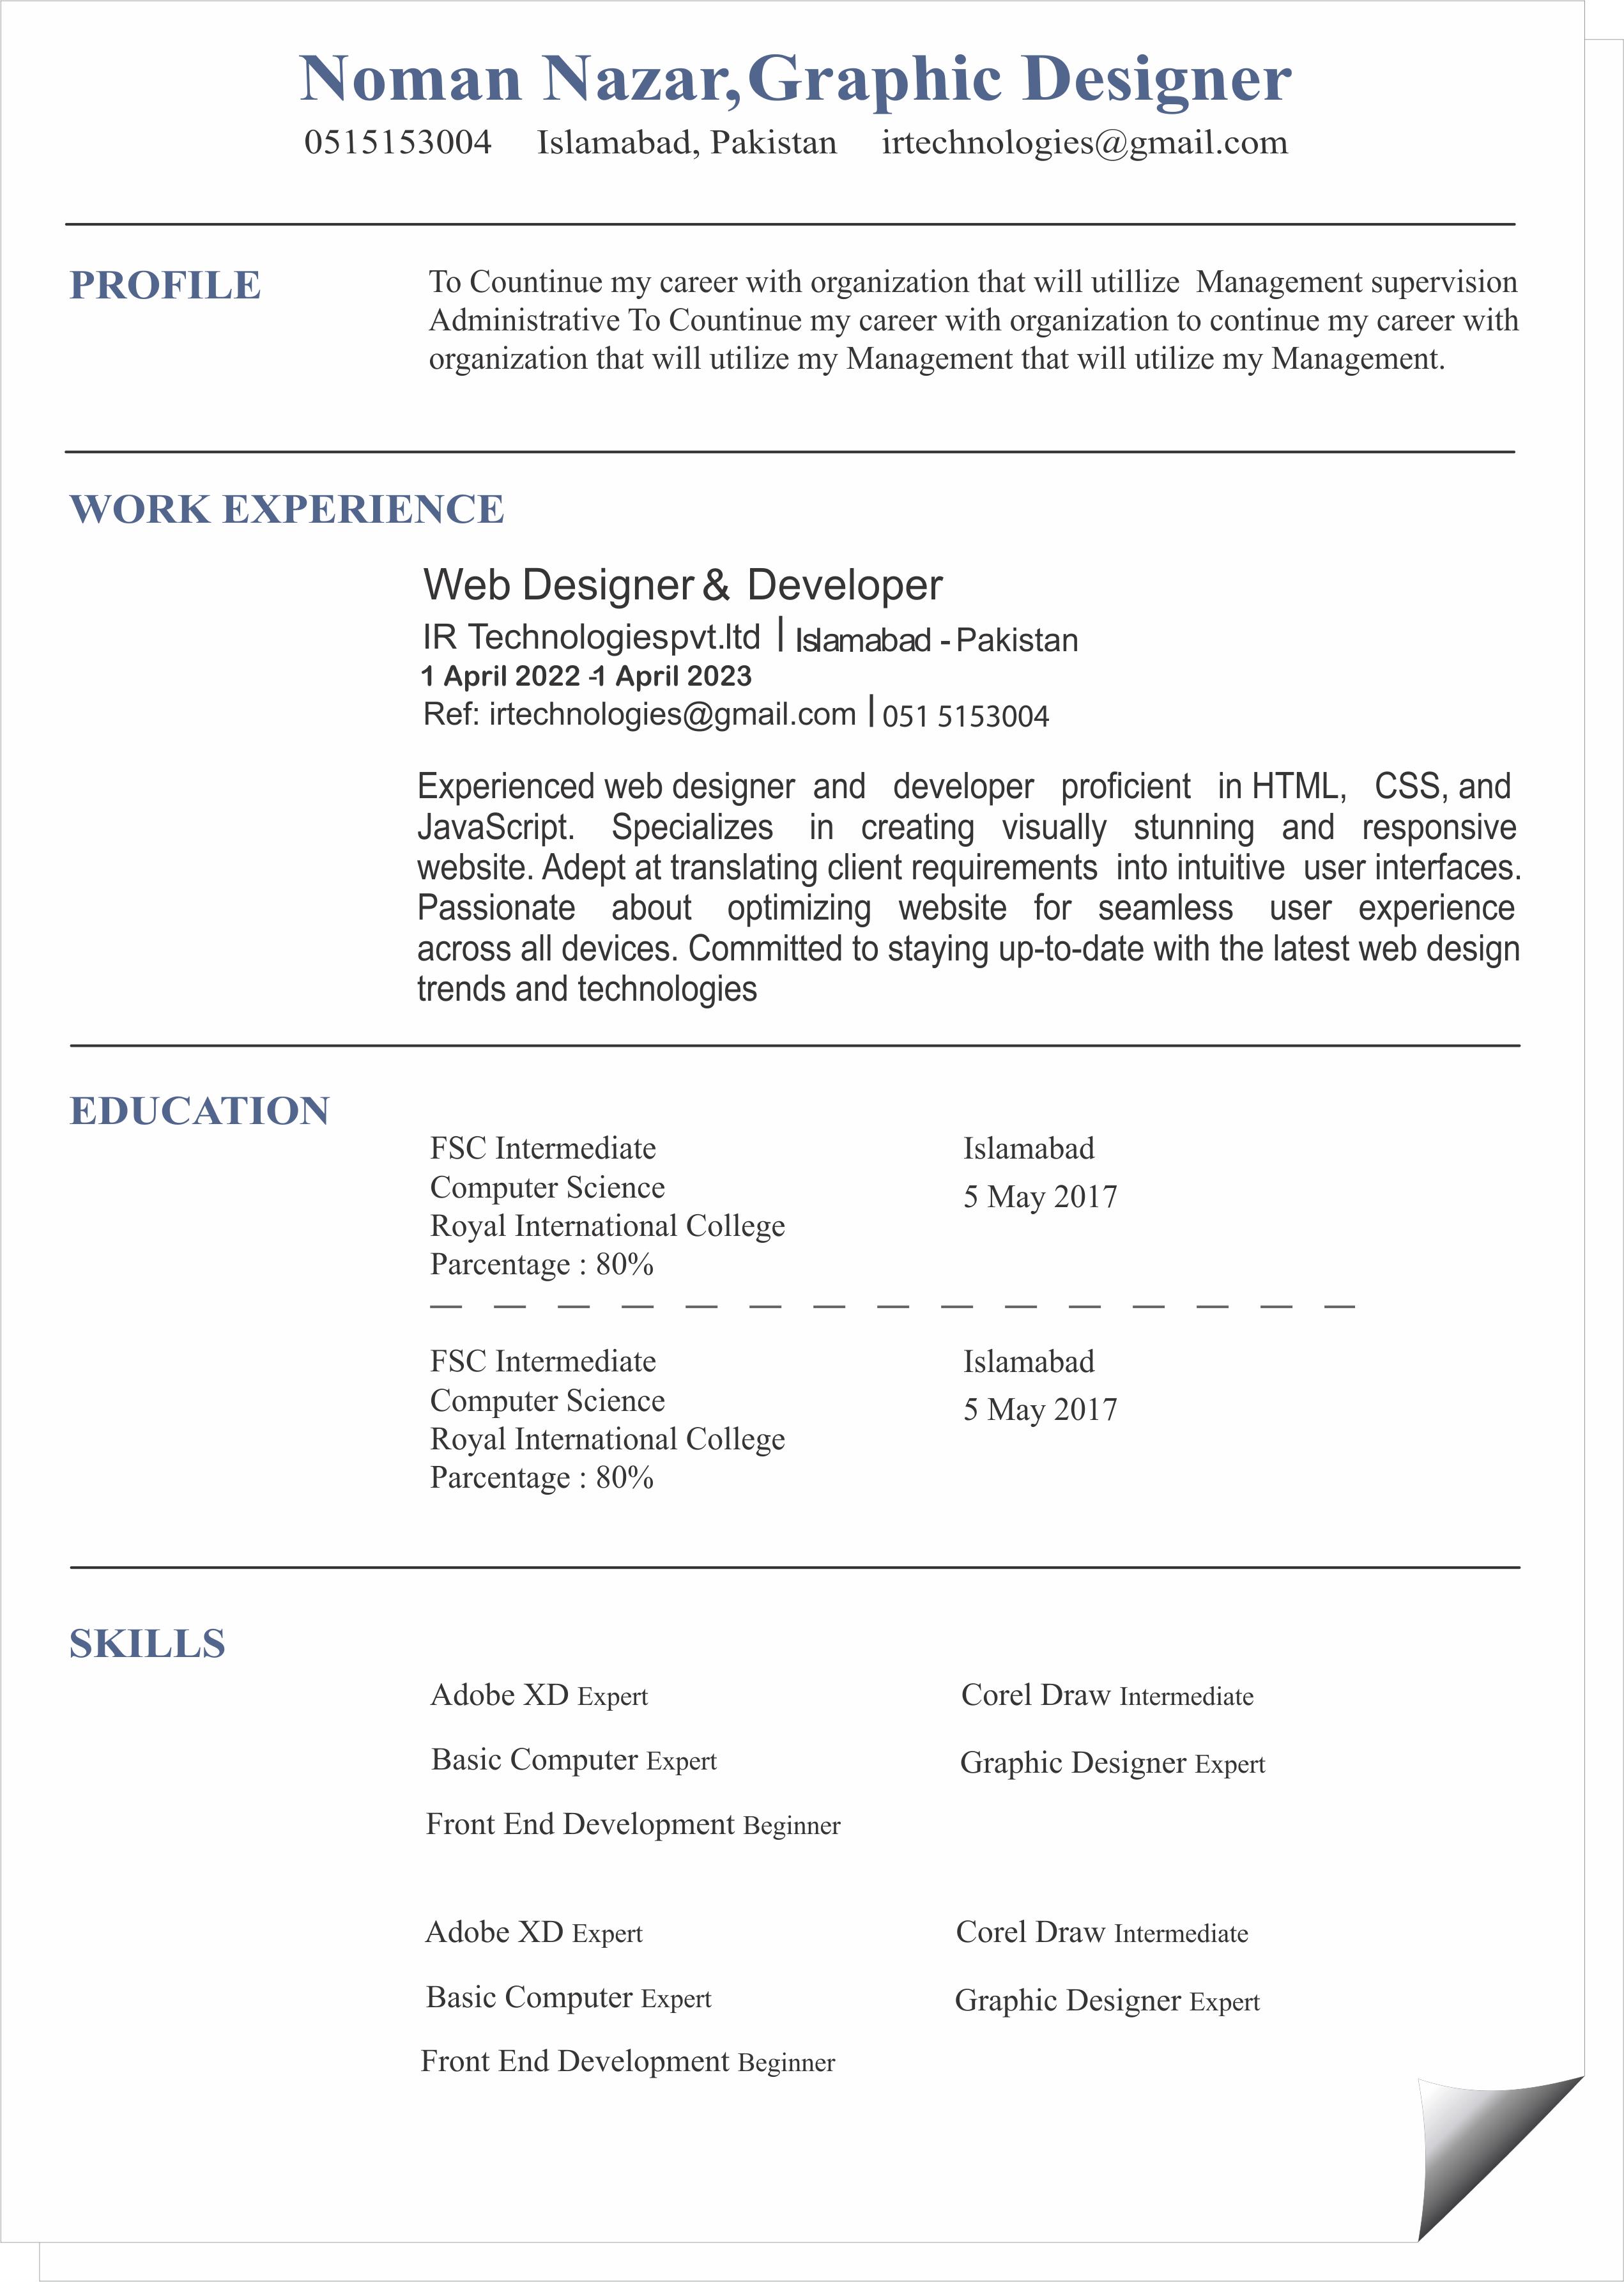 Noman Nazar,Graphic Designer
0515153004 Islamabad, Pakistan irtechnologies@gmail.com
PROFILE
To Countinue my career with organization that will utillize Management supervision
Administrative To Countinue my career with organization to continue my career with
organization that will utilize my Management that will utilize my Management.
WORK EXPERIENCE
Web Designer & Developer
IR Technologiespvt.ltd | Islamabad - Pakistan
1 April 2022 -1 April 2023
Ref: irtechnologies@gmail.com | 051 5153004
Experienced web designer and developer proficient in HTML, CSS, and
JavaScript. Specializes in creating visually stunning and responsive
website. Adept at translating client requirements into intuitive user interfaces.
Passionate about optimizing website for seamless user experience
across all devices. Committed to staying up-to-date with the latest web design
trends and technologies
EDUCATION
FSC Intermediate Islamabad
Computer Science 5 May 2017
Royal International College
Parcentage : 80%
FSC Intermediate Islamabad
Computer Science 5 May 2017
Royal International College
Parcentage : 80%
SKILLS
Adobe XD Expert Corel Draw Intermediate
Basic Computer Expert Graphic Designer Expert
Front End Development Beginner
Adobe XD Expert Corel Draw Intermediate
Basic Computer Expert Graphic Designer Expert
Front End Development Beginner